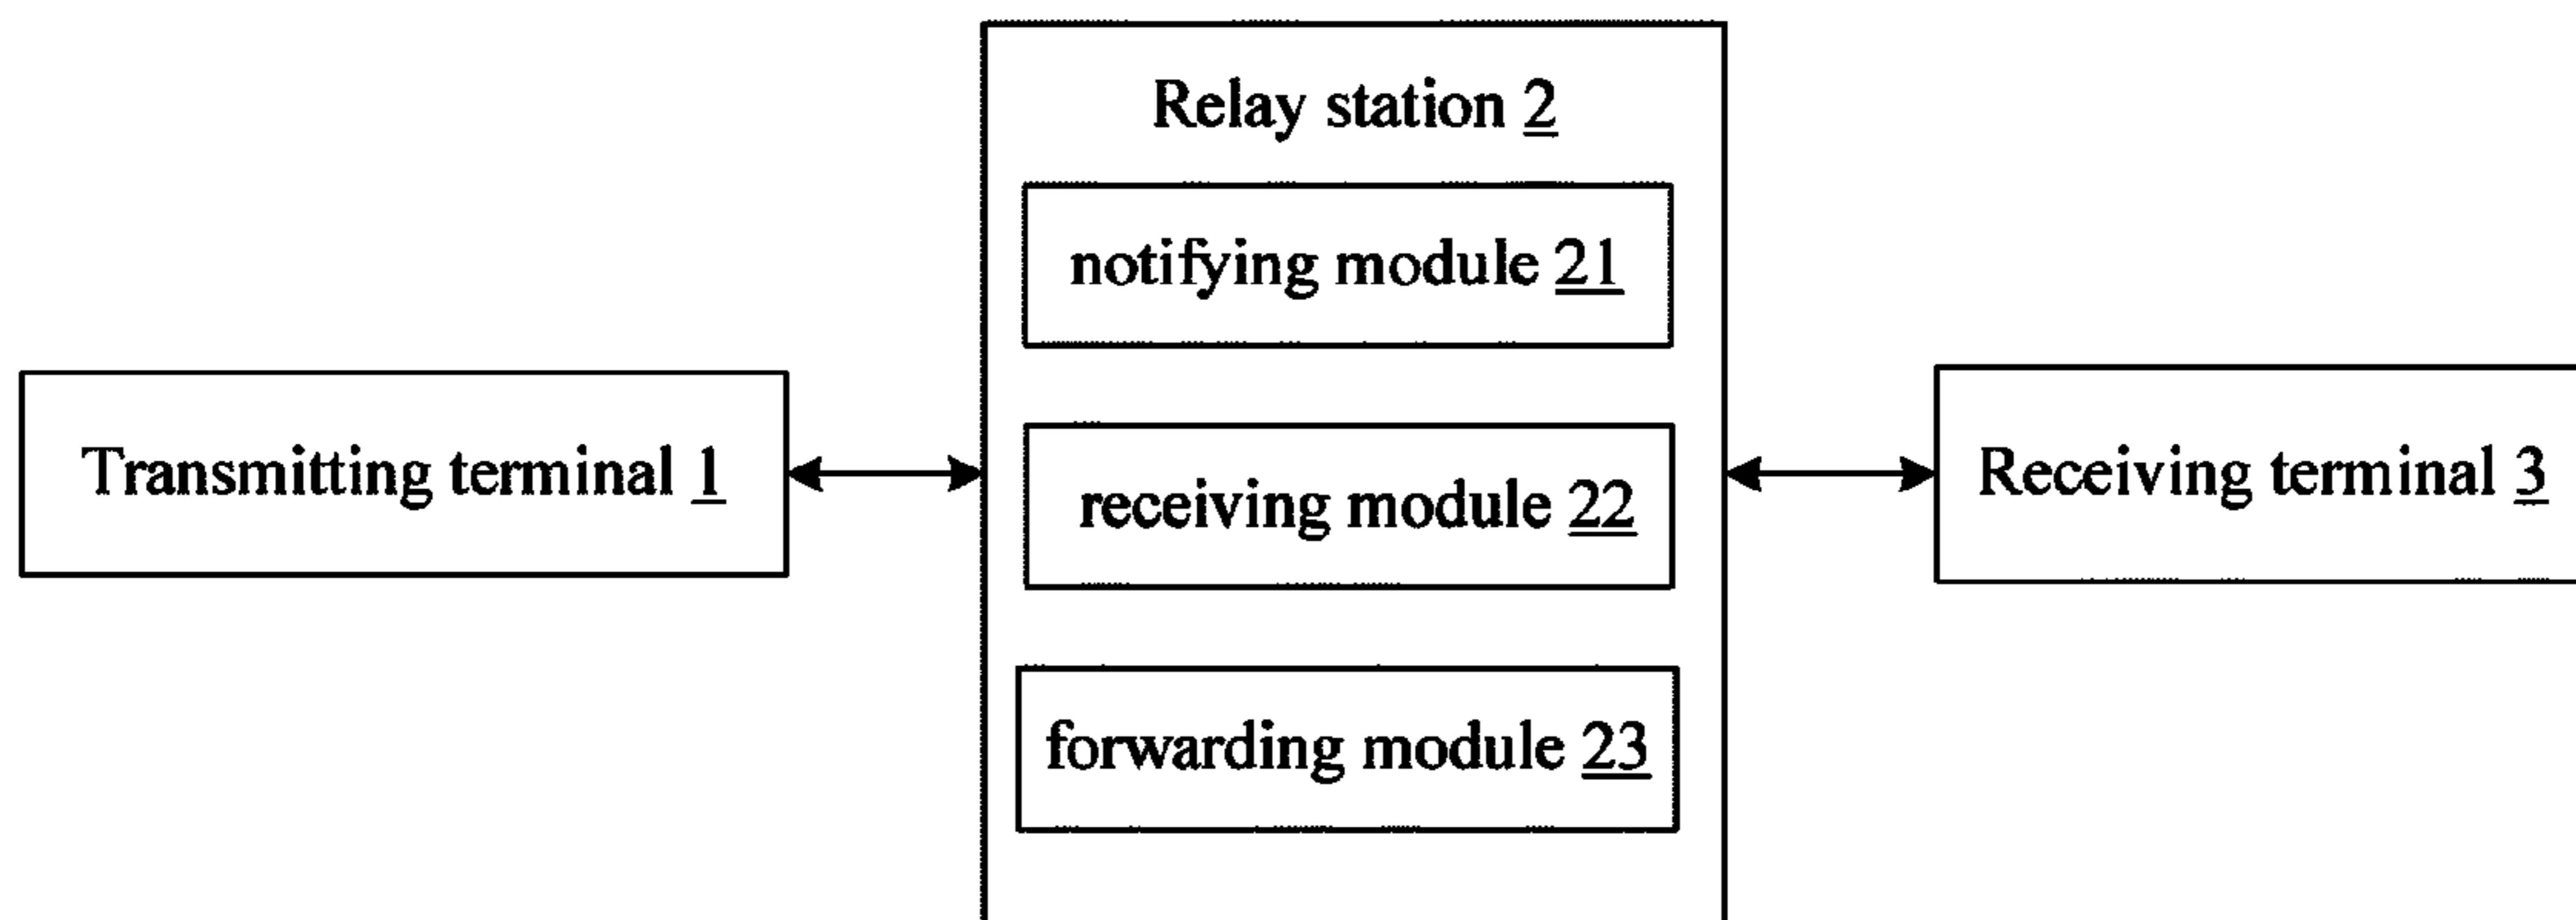 Relay station 2
notifying module 21
Transmitting terminal 1
receiving module 22
Receiving terminal 3
forwarding module 23